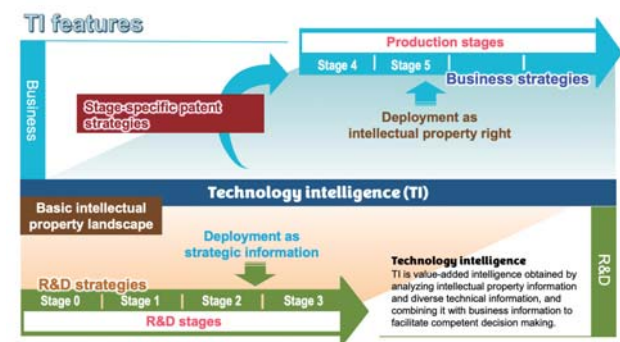 TI features
Production stages
Stage 4 Stage 5
Business strategies
Business
Stage-specific patent
strategies
Deployment as
intellectual property right
Technology intelligence (TI)
Basic intellectual
property landscape
Deployment as
strategic information
R&D strategies
Stage 0 Stage 1 Stage 2 Stage 3
R&D stages
Technology intelligence
TI is value-added intelligence obtained by
analyzing intellectual property information
and diverse technical information, and
combining it with business information to
facilitate competent decision making.
R&D